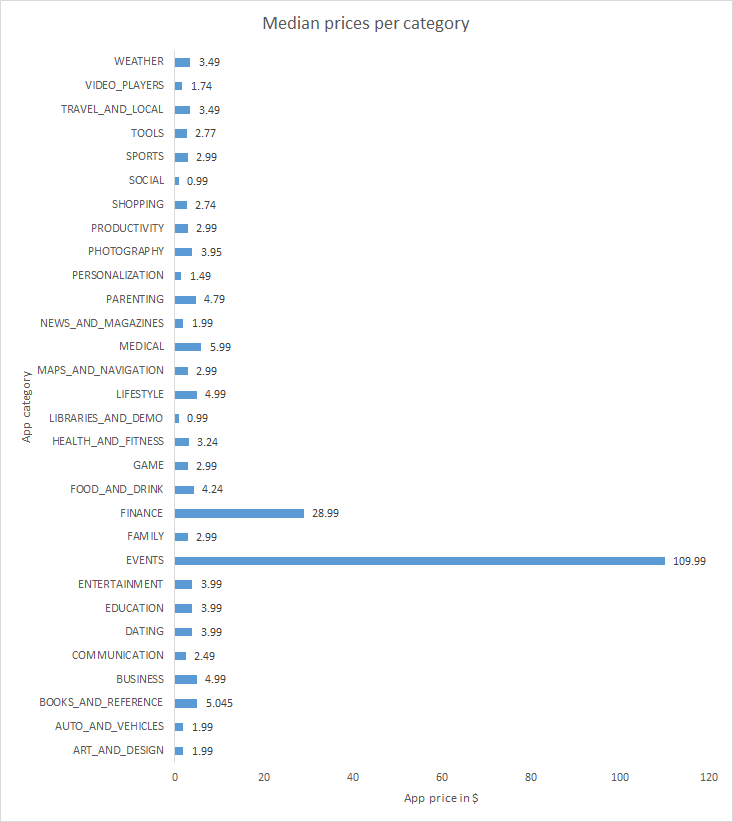 Median prices per category
WEATHER 3.49
VIDEO_PLAYERS 1.74
TRAVEL_AND_LOCAL 3.49
TOOLS 2.77
SPORTS 2.99
SOCIAL 0.99
SHOPPING 2.74
PRODUCTIVITY 2.99
PHOTOGRAPHY 3.95
PERSONALIZATION 1.49
PARENTING 4.79
NEWS_AND_MAGAZINES 1.99
MEDICAL 5.99
MAPS_AND_NAVIGATION 2.99
LIFESTYLE 4.99
LIBRARIES_AND_DEMO 0.99
HEALTH_AND_FITNESS 3.24
GAME 2.99
FOOD_AND_DRINK 4.24
FINANCE 28.99
FAMILY 2.99
EVENTS 109.99
ENTERTAINMENT 3.99
EDUCATION 3.99
DATING 3.99
COMMUNICATION 2.49
BUSINESS 4.99
BOOKS_AND_REFERENCE 5.045
AUTO_AND_VEHICLES 1.99
ART_AND_DESIGN 1.99
App category
0 20 40 60 80 100 120
App price in $